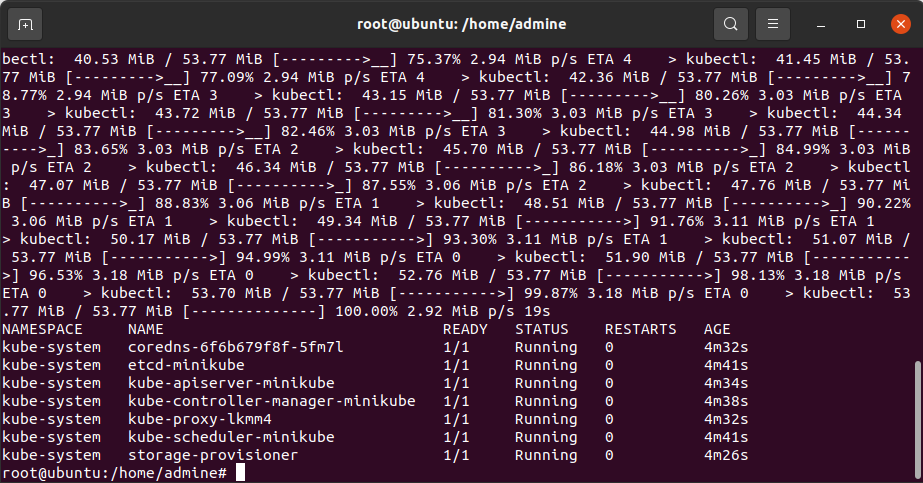 root@ubuntu: /home/admine
bectl:  40.53 MiB / 53.77 MiB [--------->__] 75.37% 2.94 MiB p/s ETA 4    > kubectl:  41.45 MiB / 53.
77 MiB [--------->__] 77.09% 2.94 MiB p/s ETA 4    > kubectl:  42.36 MiB / 53.77 MiB [--------->__] 7
8.77% 2.94 MiB p/s ETA 3    > kubectl:  43.15 MiB / 53.77 MiB [--------->__] 80.26% 3.03 MiB p/s ETA
3    > kubectl:  43.72 MiB / 53.77 MiB [--------->__] 81.30% 3.03 MiB p/s ETA 3    > kubectl:  44.34
MiB / 53.77 MiB [--------->__] 82.46% 3.03 MiB p/s ETA 3    > kubectl:  44.98 MiB / 53.77 MiB [------
---->_] 83.65% 3.03 MiB p/s ETA 2    > kubectl:  45.70 MiB / 53.77 MiB [---------->_] 84.99% 3.03 MiB
 p/s ETA 2    > kubectl:  46.34 MiB / 53.77 MiB [---------->_] 86.18% 3.06 MiB p/s ETA 2    > kubectl
:  47.07 MiB / 53.77 MiB [---------->_] 87.55% 3.06 MiB p/s ETA 2    > kubectl:  47.76 MiB / 53.77 Mi
B [---------->_] 88.83% 3.06 MiB p/s ETA 1    > kubectl:  48.51 MiB / 53.77 MiB [---------->_] 90.22%
 3.06 MiB p/s ETA 1    > kubectl:  49.34 MiB / 53.77 MiB [----------->] 91.76% 3.11 MiB p/s ETA 1
> kubectl:  50.17 MiB / 53.77 MiB [----------->] 93.30% 3.11 MiB p/s ETA 1    > kubectl:  51.07 MiB /
 53.77 MiB [----------->] 94.99% 3.11 MiB p/s ETA 0    > kubectl:  51.90 MiB / 53.77 MiB [-----------
>] 96.53% 3.18 MiB p/s ETA 0    > kubectl:  52.76 MiB / 53.77 MiB [----------->] 98.13% 3.18 MiB p/s
ETA 0    > kubectl:  53.70 MiB / 53.77 MiB [----------->] 99.87% 3.18 MiB p/s ETA 0    > kubectl:  53
.77 MiB / 53.77 MiB [--------------] 100.00% 2.92 MiB p/s 19s
NAMESPACE     NAME                               READY   STATUS    RESTARTS   AGE
kube-system   coredns-6f6b679f8f-5fm7l           1/1     Running   0          4m32s
kube-system   etcd-minikube                      1/1     Running   0          4m41s
kube-system   kube-apiserver-minikube            1/1     Running   0          4m34s
kube-system   kube-controller-manager-minikube   1/1     Running   0          4m38s
kube-system   kube-proxy-lkmm4                   1/1     Running   0          4m32s
kube-system   kube-scheduler-minikube            1/1     Running   0          4m41s
kube-system   storage-provisioner                1/1     Running   0          4m26s
root@ubuntu:/home/admine#